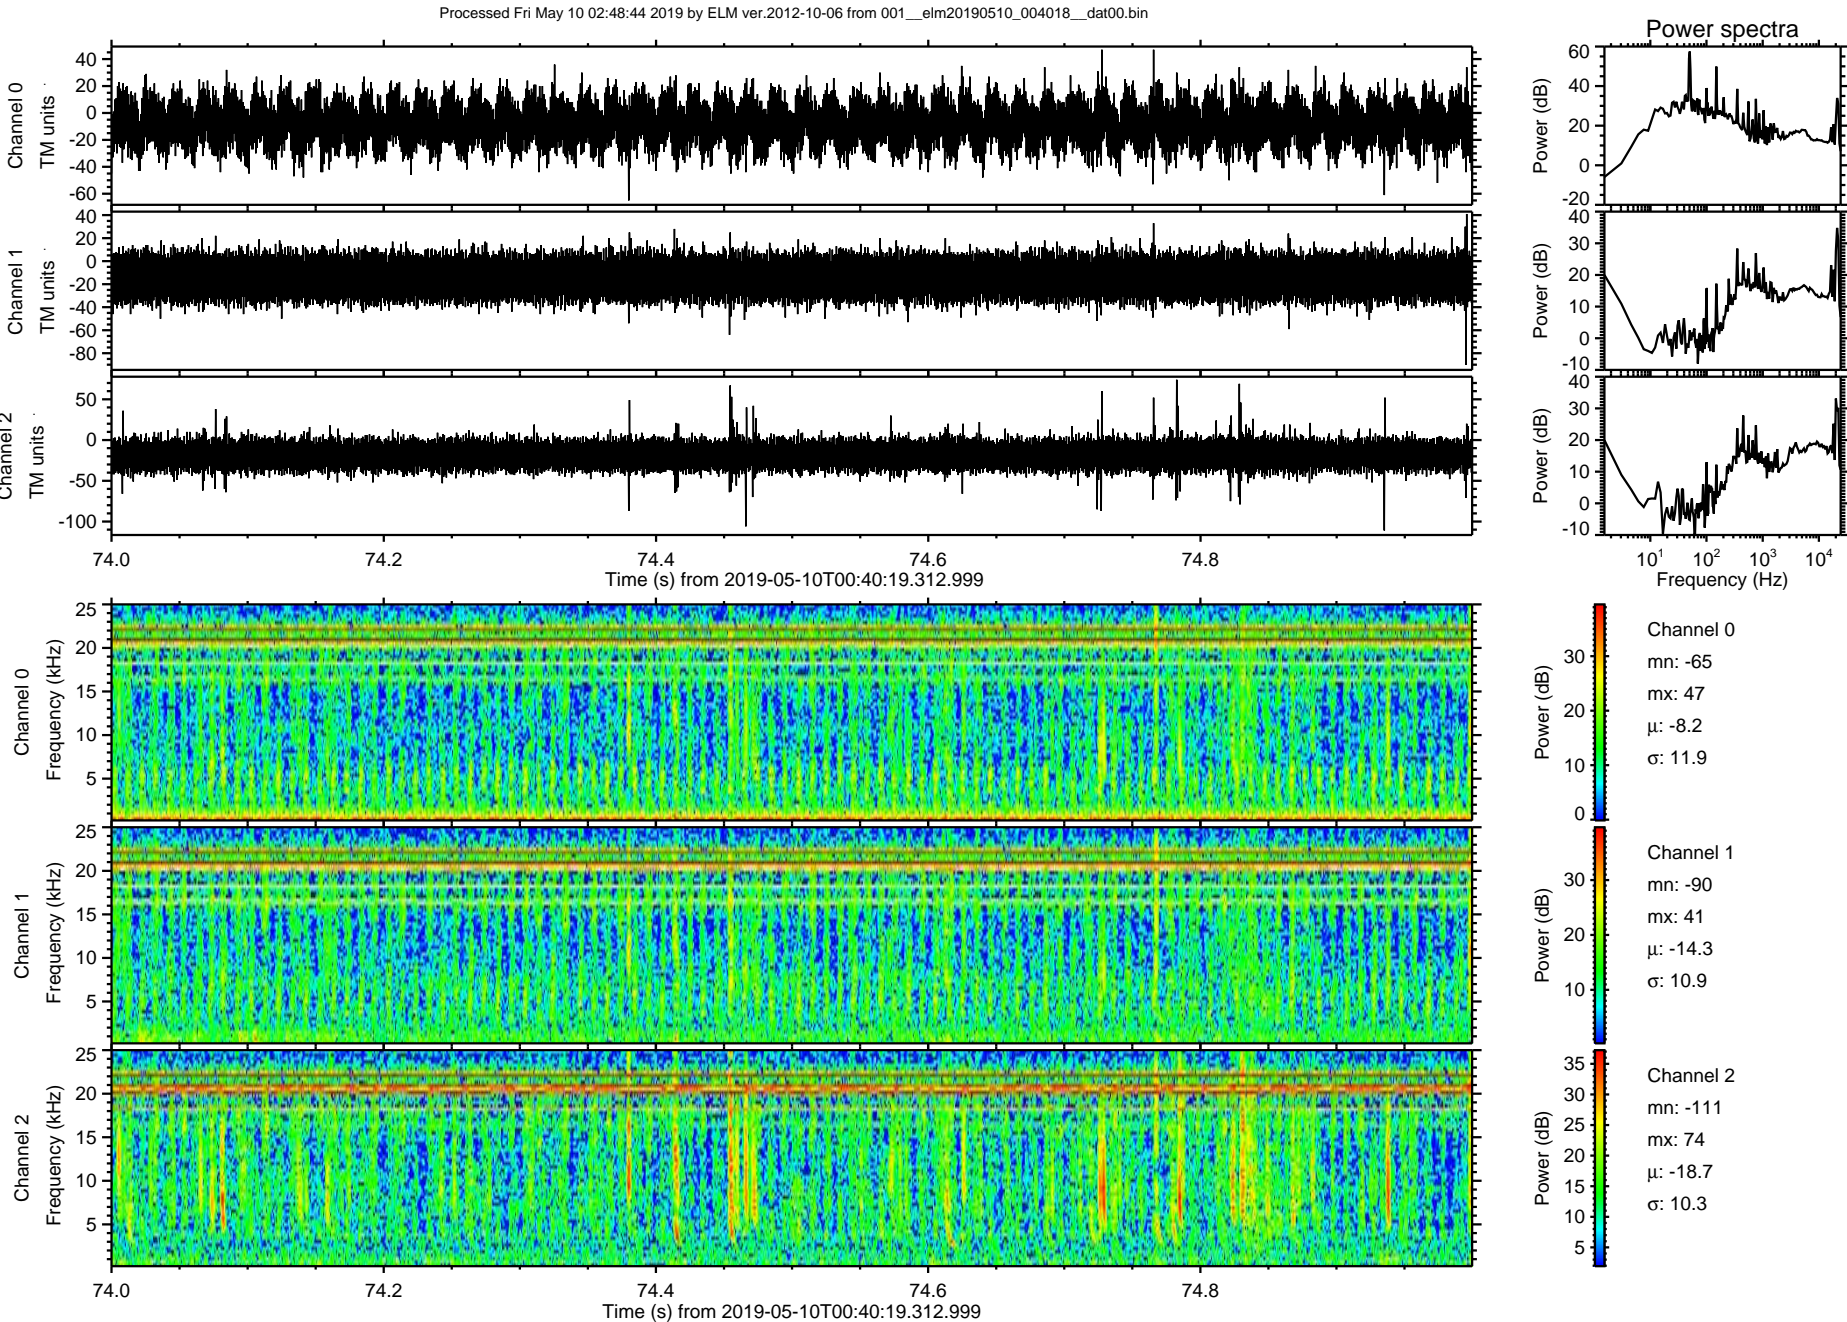 Processed Fri May 10 02:48:44 2019 by ELM ver.2012-10-06 from 001__elm20190510_004018__dat00.bin
Power spectra
Channel 0
TM units
40
20
0
-20
-40
-60
Power (dB)
60
40
20
0
-20
Channel 1
TM units
40
20
0
-20
-40
-60
-80
Power (dB)
40
30
20
10
0
-10
Channel 2
TM units
50
0
-50
-100
Power (dB)
40
30
20
10
0
-10
74.0 74.2 74.4 74.6 74.8
Time (s) from 2019-05-10T00:40:19.312.999
10¹ 10² 10³ 10⁴
Frequency (Hz)
Channel 0
Frequency (kHz)
25
20
15
10
5
Power (dB)
30
20
10
0
Channel 0
mn: -65
mx: 47
μ: -8.2
σ: 11.9
Channel 1
Frequency (kHz)
25
20
15
10
5
Power (dB)
30
20
10
Channel 1
mn: -90
mx: 41
μ: -14.3
σ: 10.9
Channel 2
Frequency (kHz)
25
20
15
10
5
Power (dB)
35
30
25
20
15
10
5
Channel 2
mn: -111
mx: 74
μ: -18.7
σ: 10.3
74.0 74.2 74.4 74.6 74.8
Time (s) from 2019-05-10T00:40:19.312.999